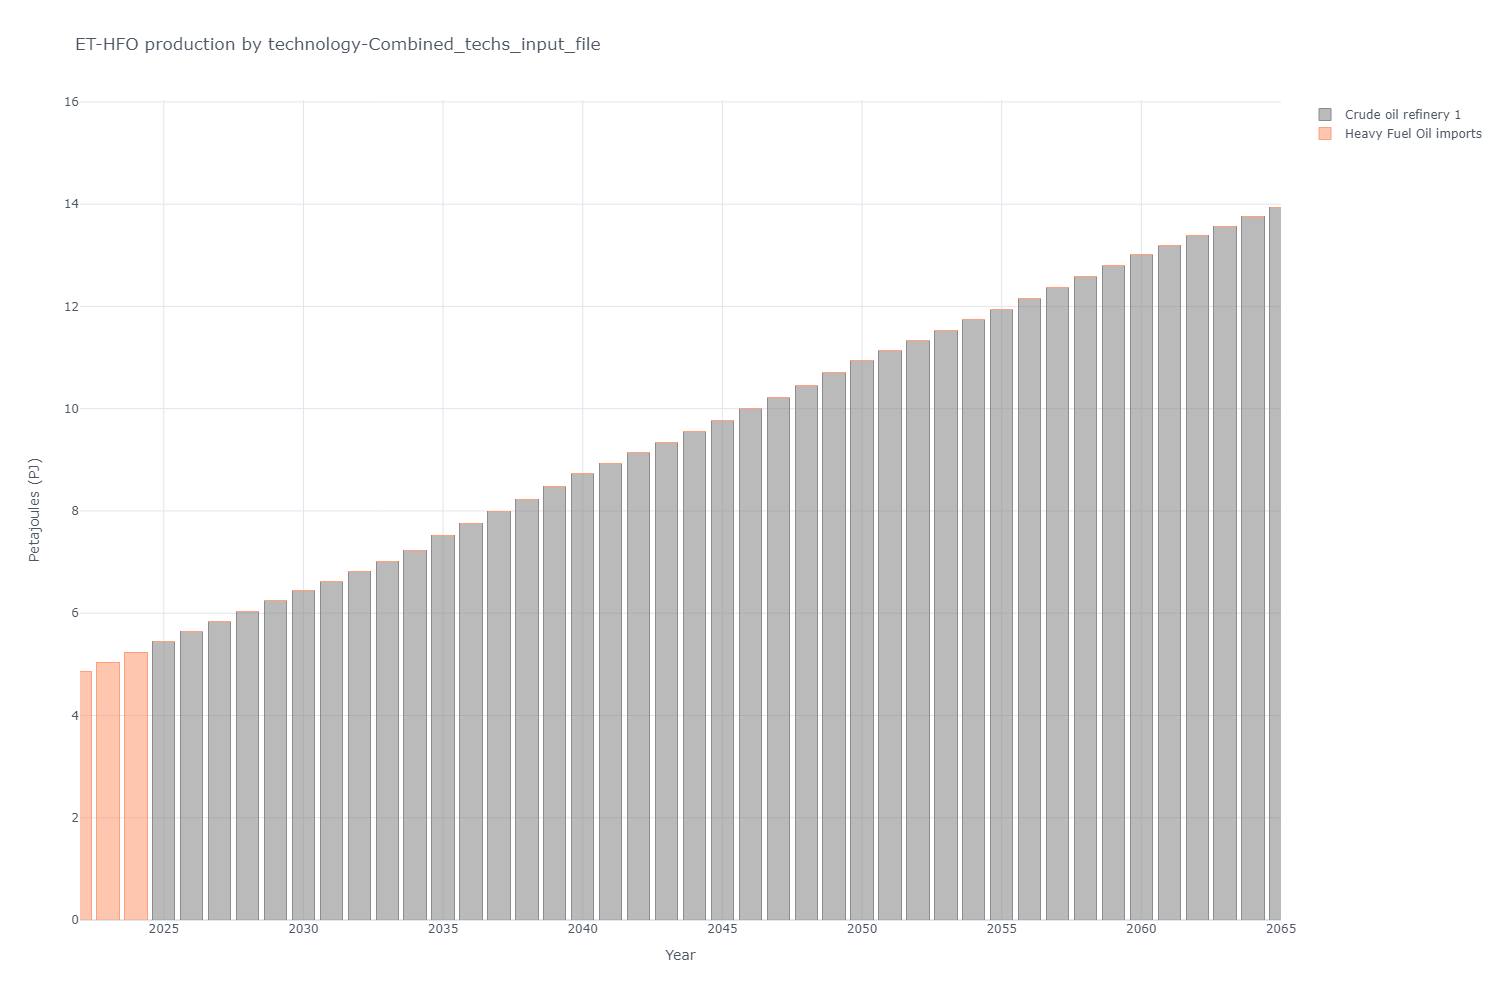 ET-HFO production by technology-Combined_techs_input_file
16
14
12
10
8
6
4
2
0
Petajoules (PJ)
2025 2030 2035 2040 2045 2050 2055 2060 2065
Year
Crude oil refinery 1
Heavy Fuel Oil imports